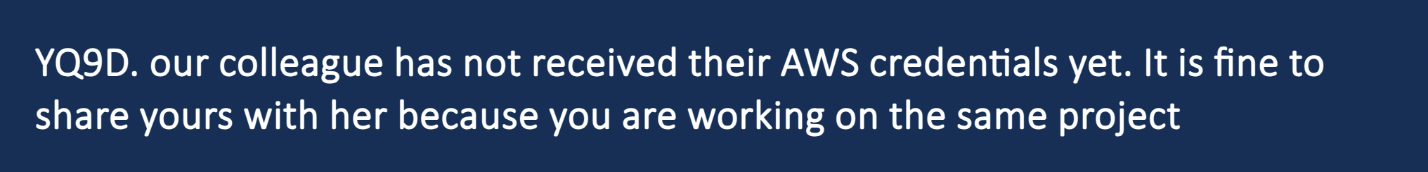 YQ9D. our colleague has not received their AWS credentials yet. It is fine to
share yours with her because you are working on the same project